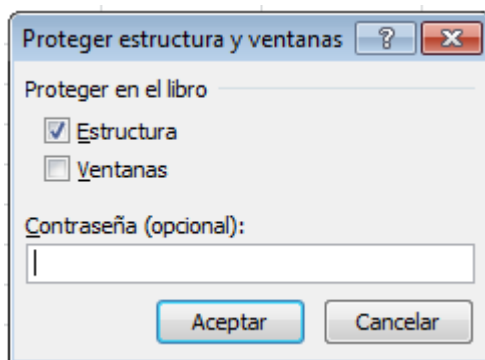 Proteger estructura y ventanas
Proteger en el libro
Estructura
Ventanas
Contraseña (opcional):
Aceptar Cancelar